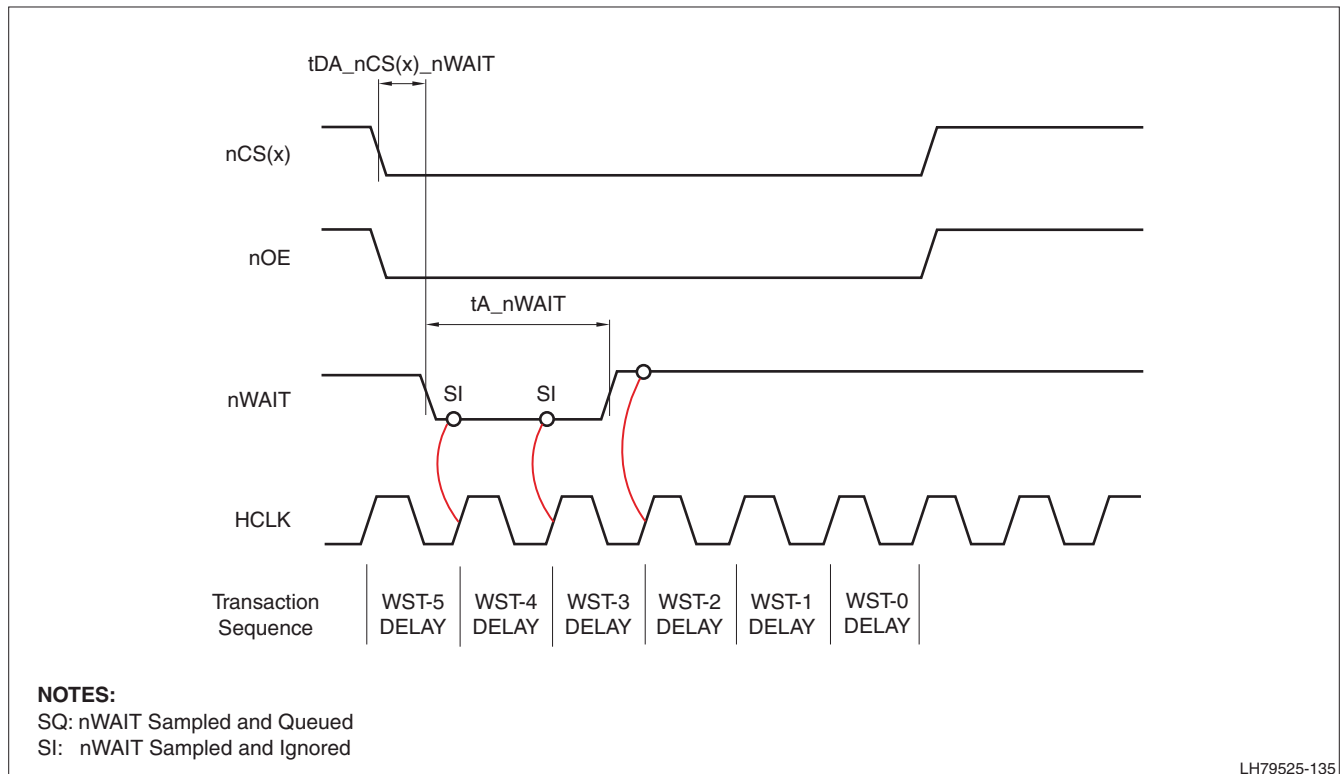 tDA_nCS(x)_nWAIT
nCS(x)
nOE
tA_nWAIT
nWAIT
SI
SI
HCLK
Transaction
Sequence
WST-5
DELAY
WST-4
DELAY
WST-3
DELAY
WST-2
DELAY
WST-1
DELAY
WST-0
DELAY
NOTES:
SQ: nWAIT Sampled and Queued
SI: nWAIT Sampled and Ignored
LH79525-135